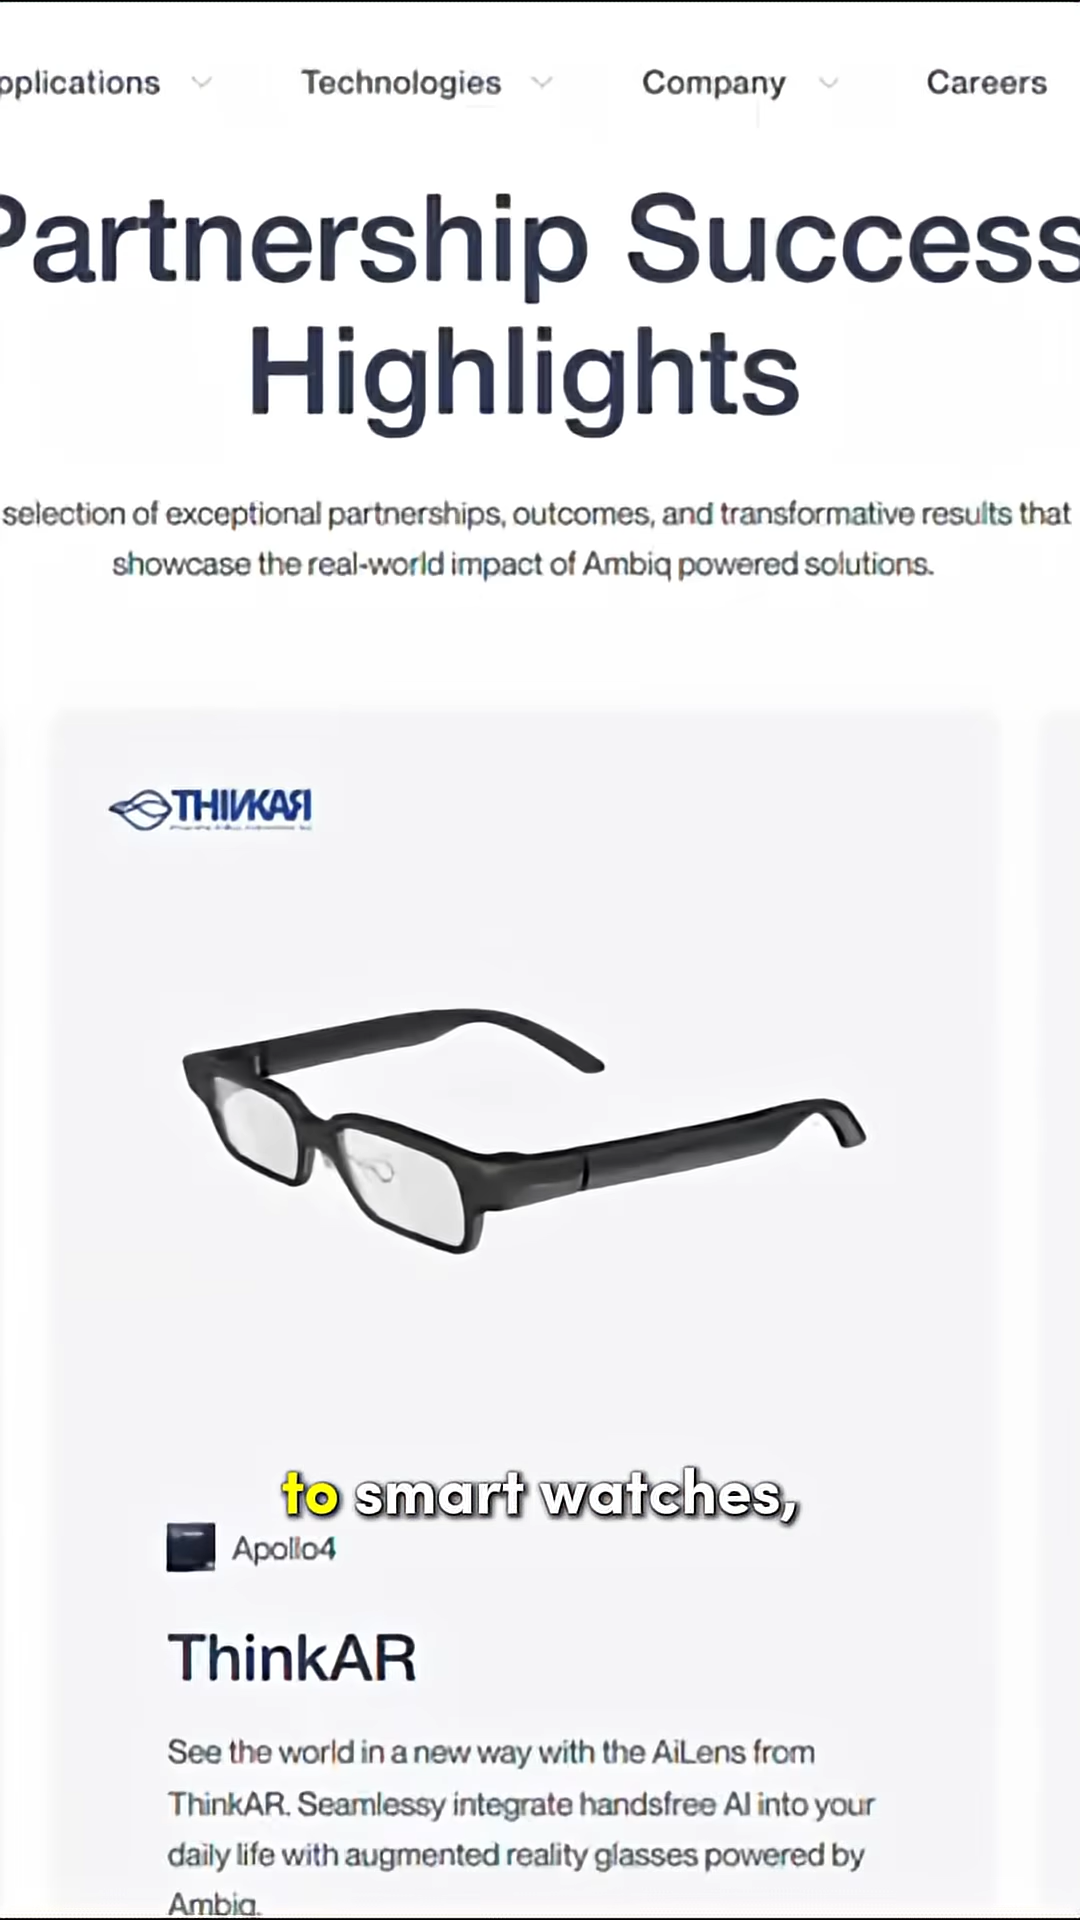 pplications Technologies Company Careers
Partnership Success
Highlights
selection of exceptional partnerships, outcomes, and transformative results that
showcase the real-world impact of Ambiq powered solutions.
THINKAR
to smart watches,
Apollo4
ThinkAR
See the world in a new way with the AiLens from
ThinkAR. Seamlessy integrate handsfree AI into your
daily life with augmented reality glasses powered by
Ambiq.